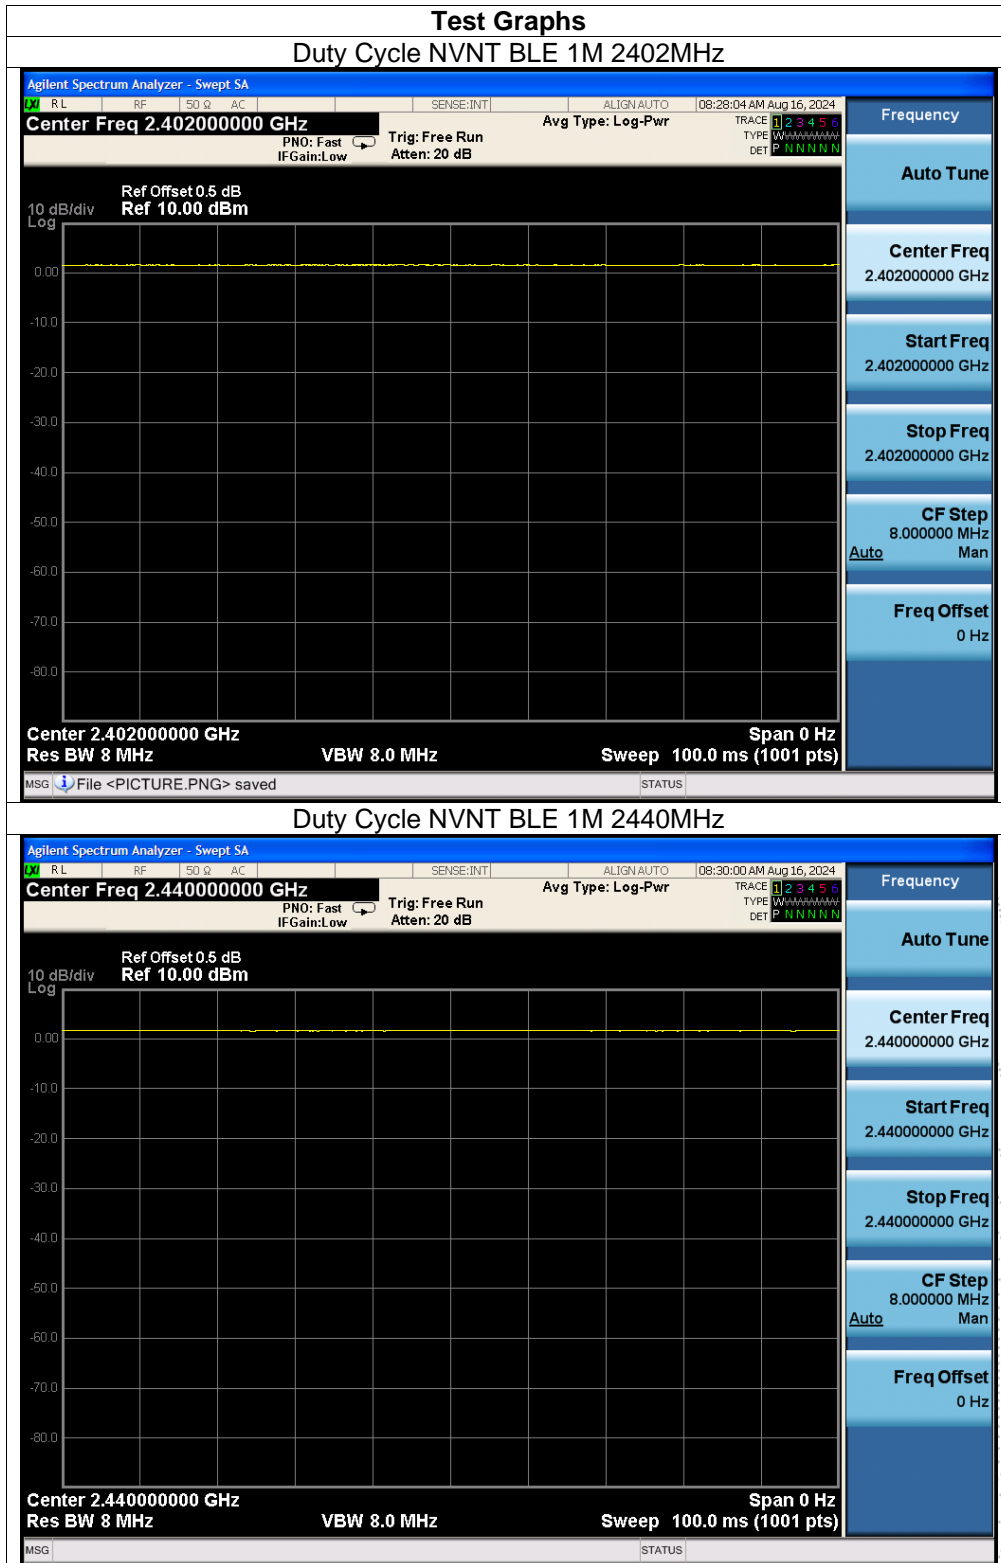 Test Graphs
Duty Cycle NVNT BLE 1M 2402MHz
Agilent Spectrum Analyzer - Swept SA
LXI RL RF 50 Ω AC SENSE:INT ALIGN AUTO 08:28:04 AM Aug 16, 2024
Center Freq 2.402000000 GHz
PNO: Fast
IFGain:Low
Trig: Free Run
Atten: 20 dB
Avg Type: Log-Pwr
TRACE 1 2 3 4 5 6
TYPE W
DET P N N N N N
Ref Offset 0.5 dB
10 dB/div Ref 10.00 dBm
Log
0.00
-10.0
-20.0
-30.0
-40.0
-50.0
-60.0
-70.0
-80.0
Center 2.402000000 GHz Span 0 Hz
Res BW 8 MHz VBW 8.0 MHz Sweep 100.0 ms (1001 pts)
MSG File <PICTURE.PNG> saved STATUS
Frequency
Auto Tune
Center Freq
2.402000000 GHz
Start Freq
2.402000000 GHz
Stop Freq
2.402000000 GHz
CF Step
8.000000 MHz
Auto Man
Freq Offset
0 Hz
Duty Cycle NVNT BLE 1M 2440MHz
Agilent Spectrum Analyzer - Swept SA
LXI RL RF 50 Ω AC SENSE:INT ALIGN AUTO 08:30:00 AM Aug 16, 2024
Center Freq 2.440000000 GHz
PNO: Fast
IFGain:Low
Trig: Free Run
Atten: 20 dB
Avg Type: Log-Pwr
TRACE 1 2 3 4 5 6
TYPE W
DET P N N N N N
Ref Offset 0.5 dB
10 dB/div Ref 10.00 dBm
Log
0.00
-10.0
-20.0
-30.0
-40.0
-50.0
-60.0
-70.0
-80.0
Center 2.440000000 GHz Span 0 Hz
Res BW 8 MHz VBW 8.0 MHz Sweep 100.0 ms (1001 pts)
MSG STATUS
Frequency
Auto Tune
Center Freq
2.440000000 GHz
Start Freq
2.440000000 GHz
Stop Freq
2.440000000 GHz
CF Step
8.000000 MHz
Auto Man
Freq Offset
0 Hz